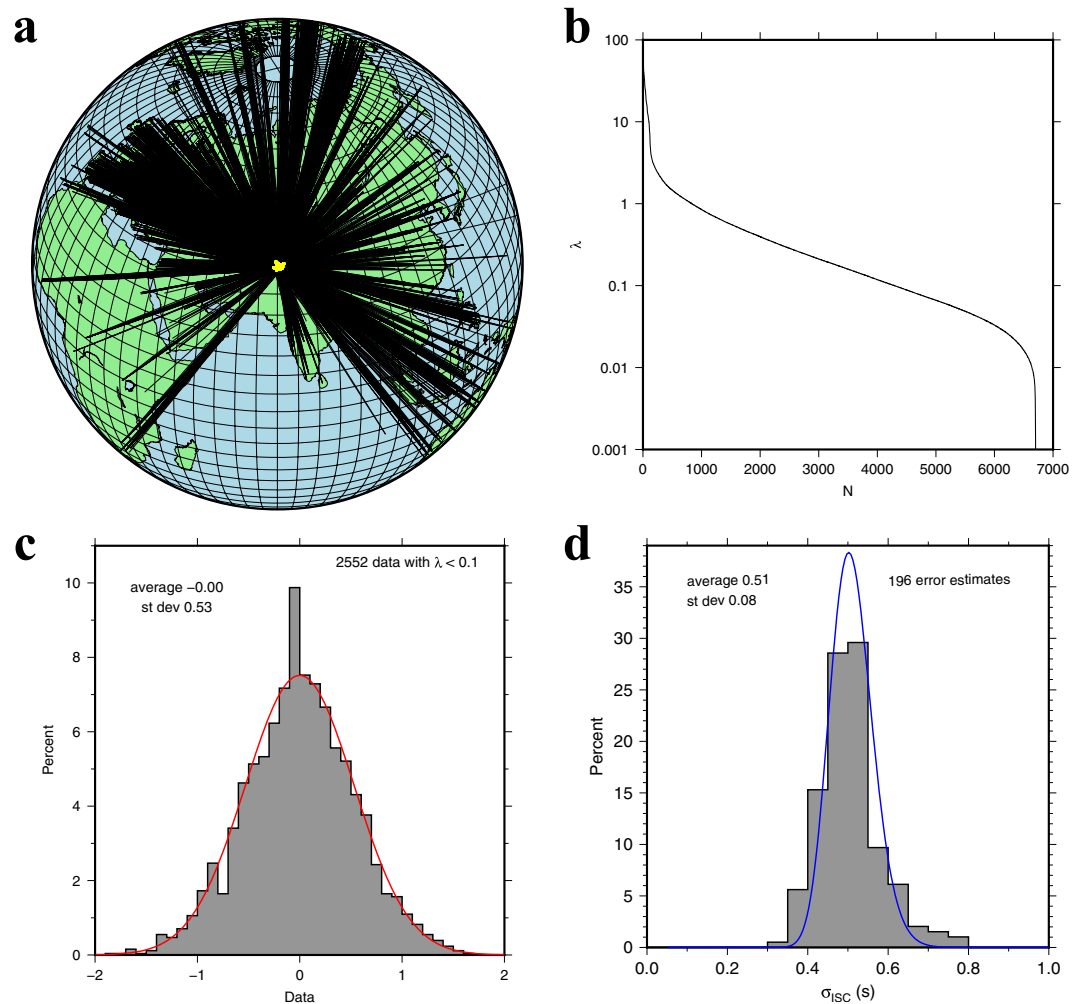 a
b
100
10
1
0.1
0.01
0.001
λ
0
1000
2000
3000
4000
5000
6000
7000
N
c
2552 data with λ < 0.1
average −0.00
st dev 0.53
10
8
6
4
2
0
Percent
−2
−1
0
1
2
Data
d
average 0.51
st dev 0.08
196 error estimates
35
30
25
20
15
10
5
0
Percent
0.0
0.2
0.4
0.6
0.8
1.0
σISC (s)